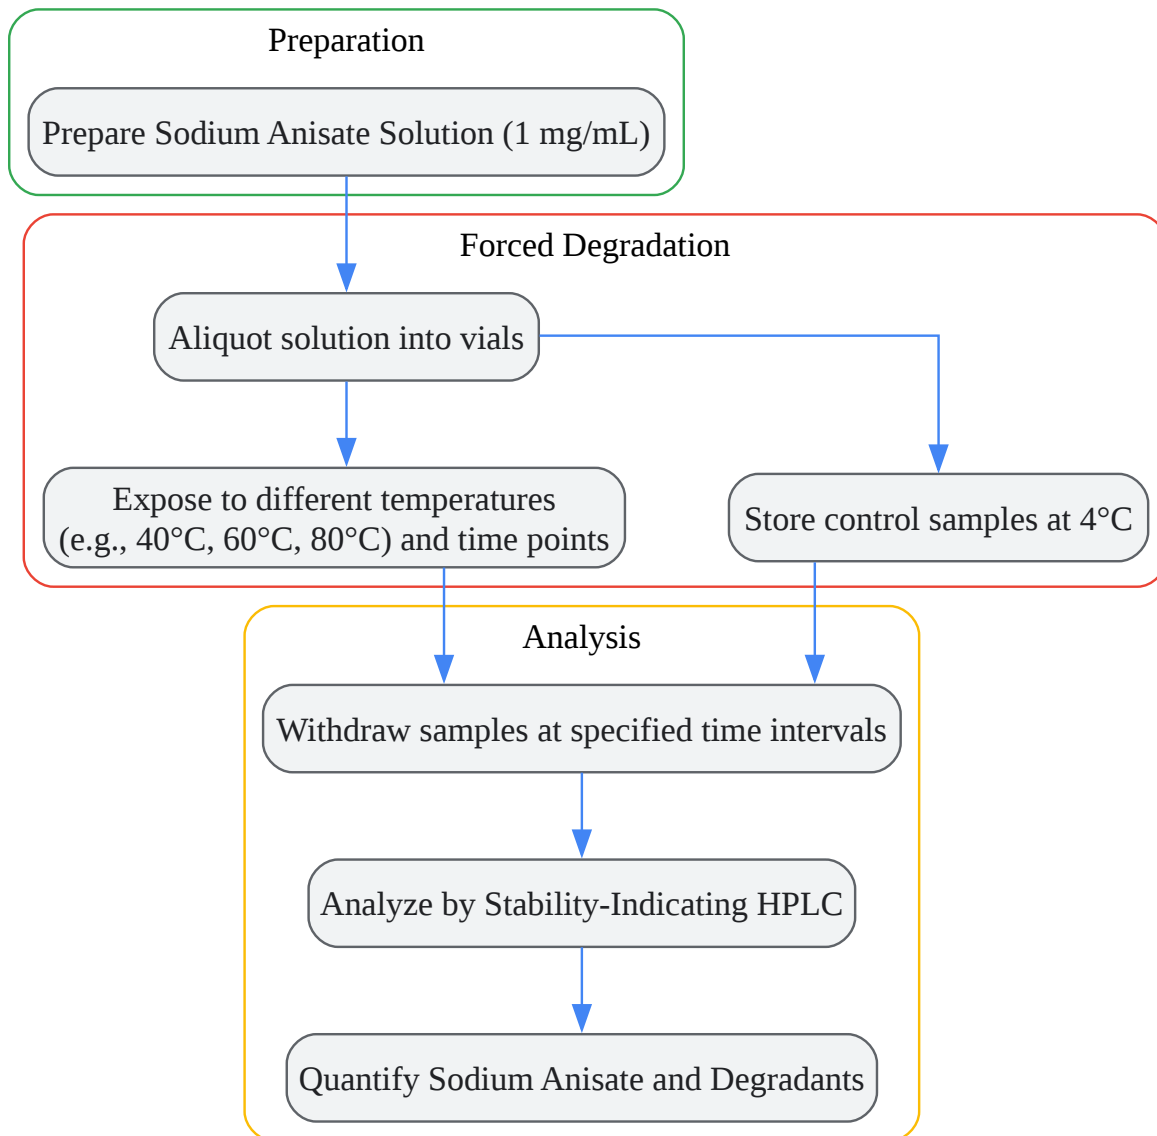 Preparation
Prepare Sodium Anisate Solution (1 mg/mL)
Forced Degradation
Aliquot solution into vials
Expose to different temperatures
(e.g., 40°C, 60°C, 80°C) and time points
Store control samples at 4°C
Analysis
Withdraw samples at specified time intervals
Analyze by Stability-Indicating HPLC
Quantify Sodium Anisate and Degradants